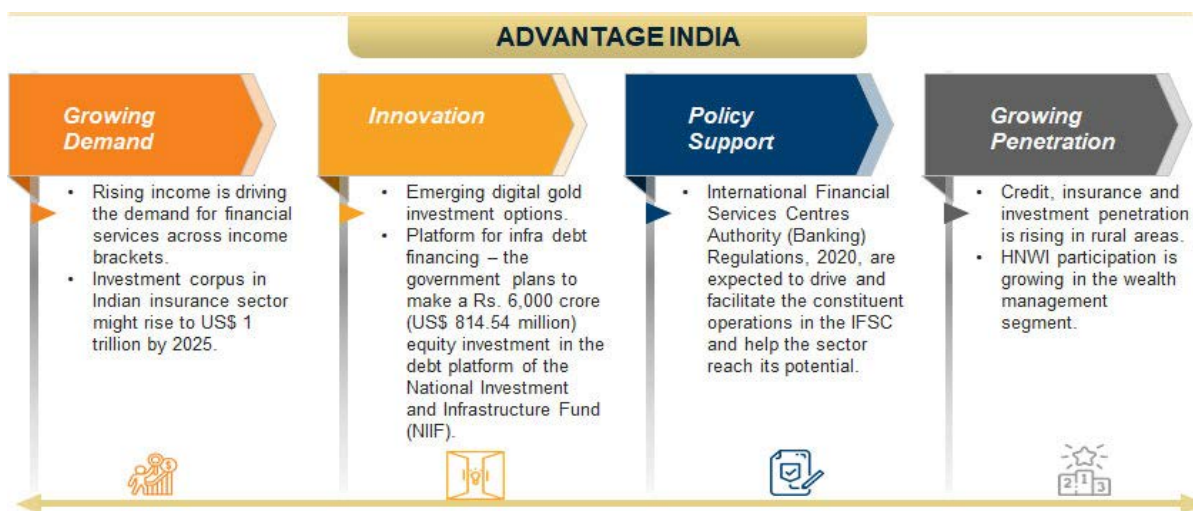 ADVANTAGE INDIA
Growing
Demand
• Rising income is driving
the demand for financial
services across income
brackets.
• Investment corpus in
Indian insurance sector
might rise to US$ 1
trillion by 2025.
Innovation
• Emerging digital gold
investment options.
• Platform for infra debt
financing – the
government plans to
make a Rs. 6,000 crore
(US$ 814.54 million)
equity investment in the
debt platform of the
National Investment
and Infrastructure Fund
(NIIF).
Policy
Support
• International Financial
Services Centres
Authority (Banking)
Regulations, 2020, are
expected to drive and
facilitate the constituent
operations in the IFSC
and help the sector
reach its potential.
Growing
Penetration
• Credit, insurance and
investment penetration
is rising in rural areas.
• HNWI participation is
growing in the wealth
management
segment.
$
2 1 3